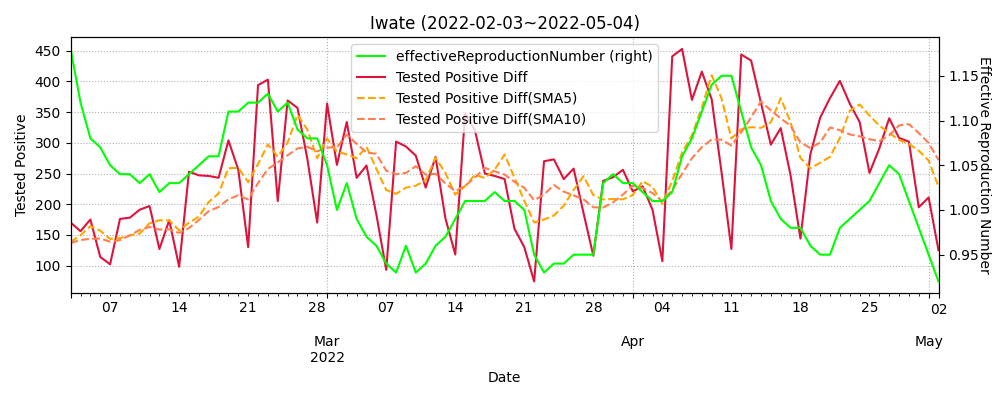 Iwate (2022-02-03~2022-05-04)
effectiveReproductionNumber (right)
Tested Positive Diff
Tested Positive Diff(SMA5)
Tested Positive Diff(SMA10)
Tested Positive
450
400
350
300
250
200
150
100
1.15
1.10
1.05
1.00
0.95
Effective Reproduction Number
07 14 21 28 07 14 21 28 04 11 18 25 02
Mar Apr May
2022
Date